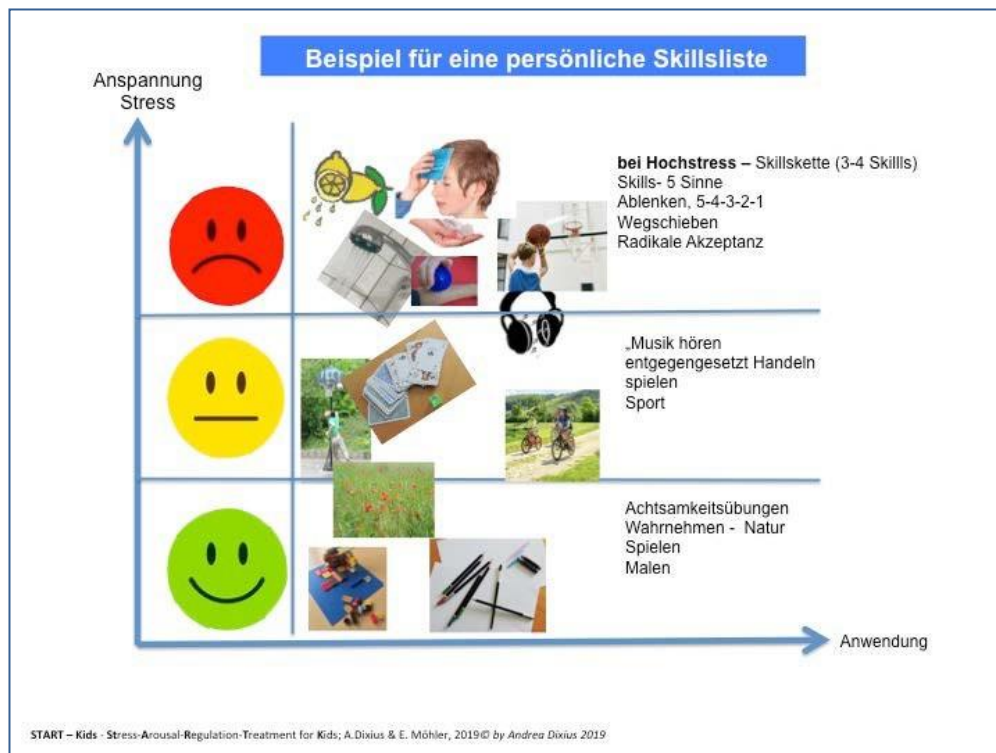 Beispiel für eine persönliche Skillsliste
Anspannung
Stress
bei Hochstress – Skillskette (3-4 Skillls)
Skills- 5 Sinne
Ablenken, 5-4-3-2-1
Wegschieben
Radikale Akzeptanz
„Musik hören
entgegengesetzt Handeln
spielen
Sport
Achtsamkeitsübungen
Wahrnehmen - Natur
Spielen
Malen
Anwendung
START – Kids - Stress-Arousal-Regulation-Treatment for Kids; A.Dixius & E. Möhler, 2019© by Andrea Dixius 2019